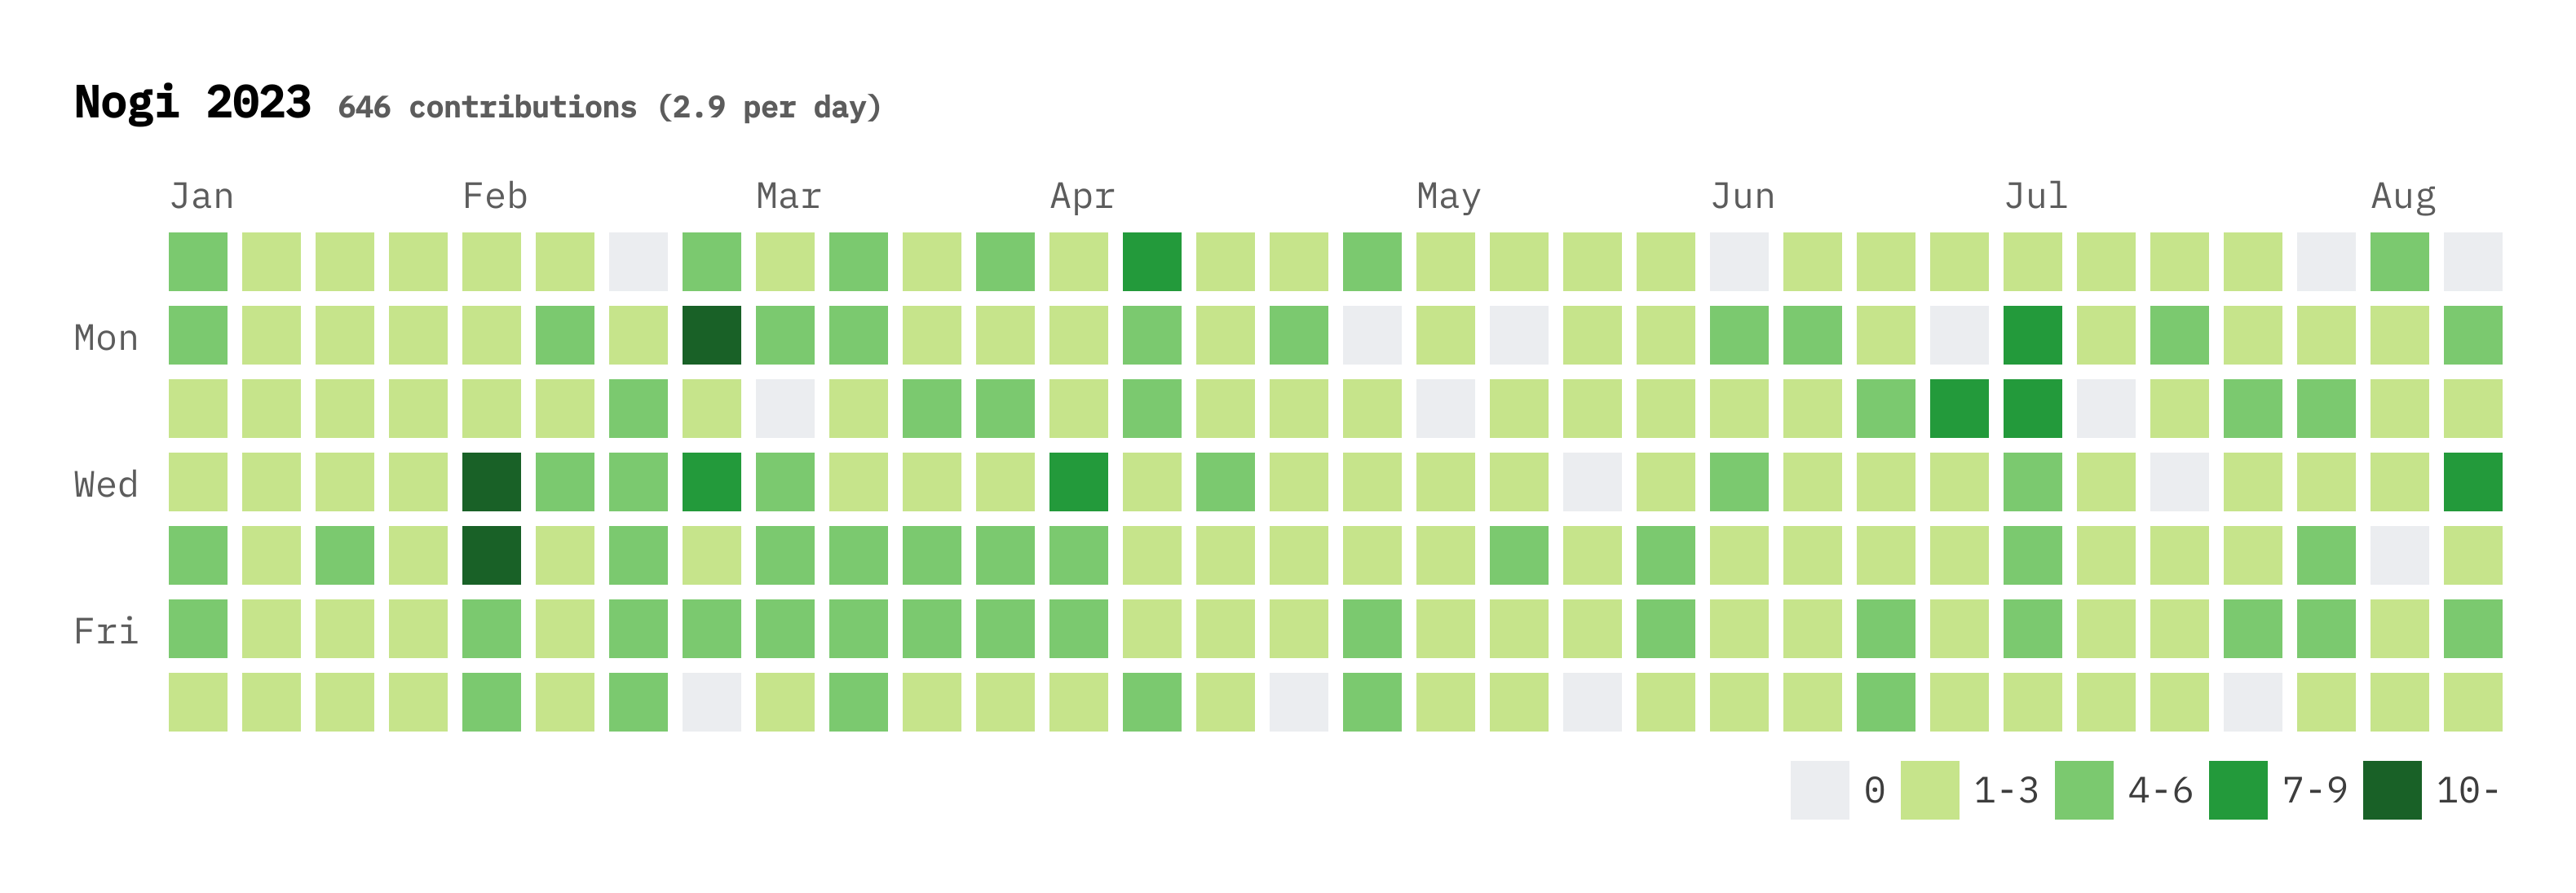 Nogi 2023 646 contributions (2.9 per day)
Jan Feb Mar Apr May Jun Jul Aug
Mon
Wed
Fri
0 1-3 4-6 7-9 10-